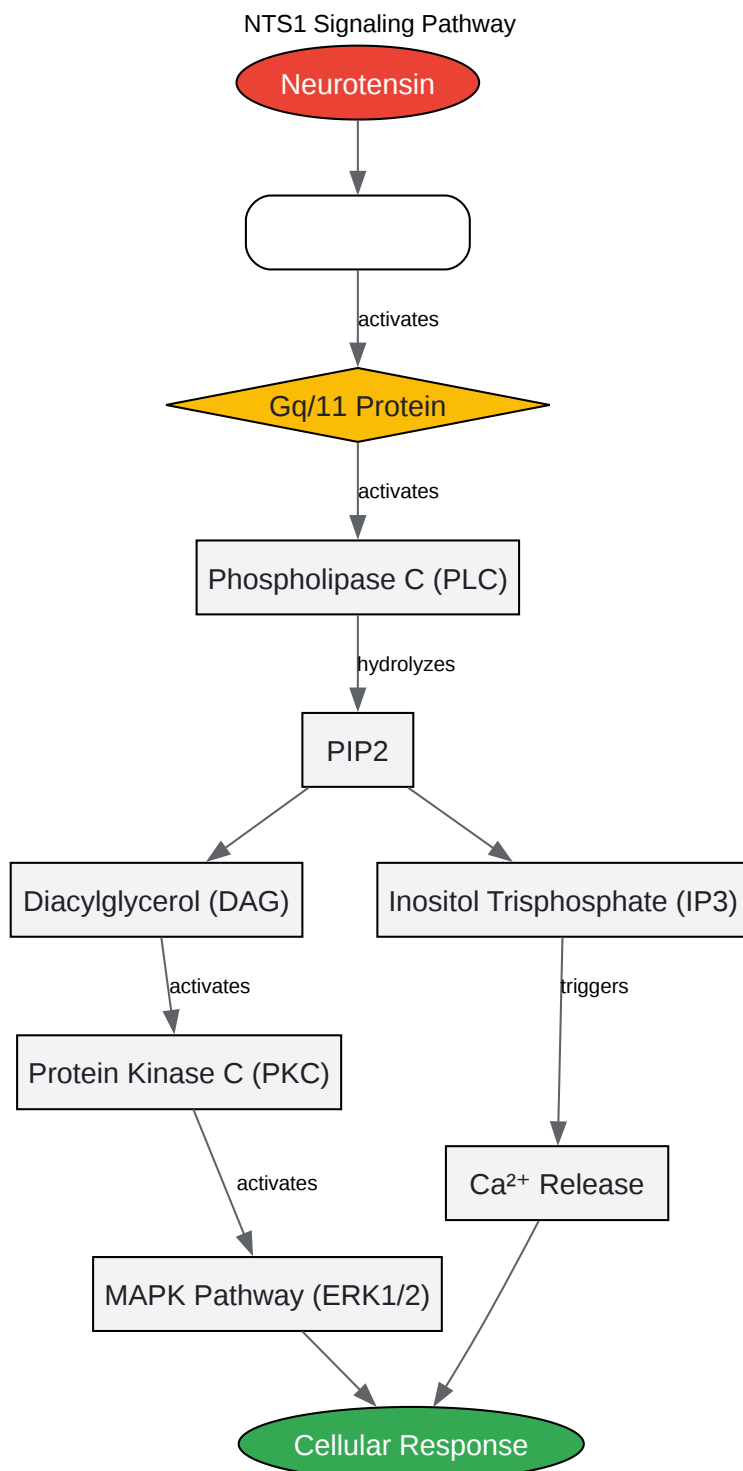 NTS1 Signaling Pathway
Neurotensin
activates
Gq/11 Protein
activates
Phospholipase C (PLC)
hydrolyzes
PIP2
Diacylglycerol (DAG)
Inositol Trisphosphate (IP3)
activates
triggers
Protein Kinase C (PKC)
activates
Ca²⁺ Release
MAPK Pathway (ERK1/2)
Cellular Response